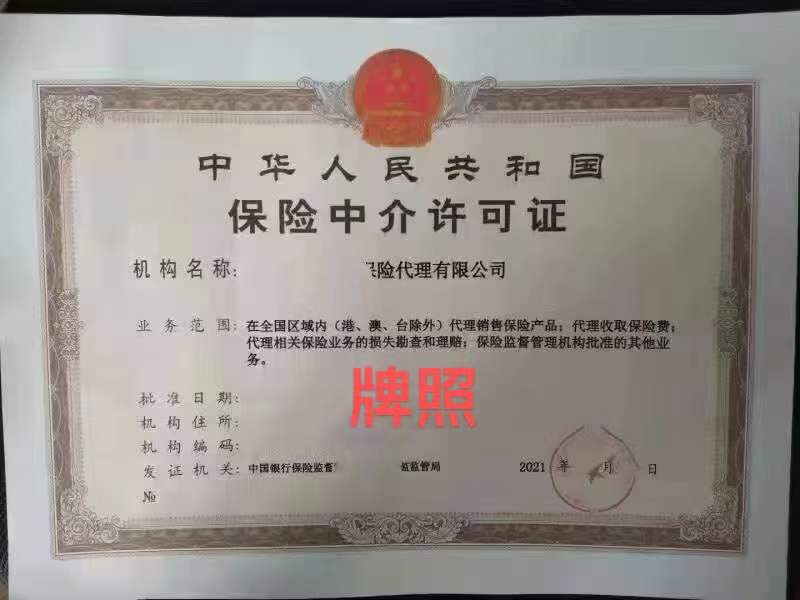 中华人民共和国
保险中介许可证
机构名称: 险代理有限公司
业务范围: 在全国区域内（港、澳、台除外）代理销售保险产品；代理收取保险费；
代理相关保险业务的损失勘查和理赔；保险监督管理机构批准的其他业
务。
牌照
批准日期:
机构住所:
机构编码:
发证机关: 中国银行保险监督 监监管局 2021 年 月 日
№